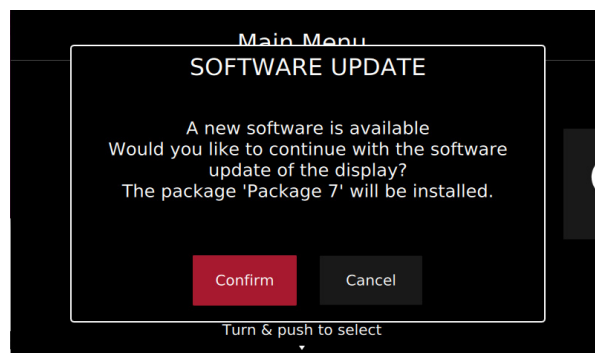 Main Menu
SOFTWARE UPDATE
A new software is available
Would you like to continue with the software
update of the display?
The package 'Package 7' will be installed.
Confirm
Cancel
Turn & push to select